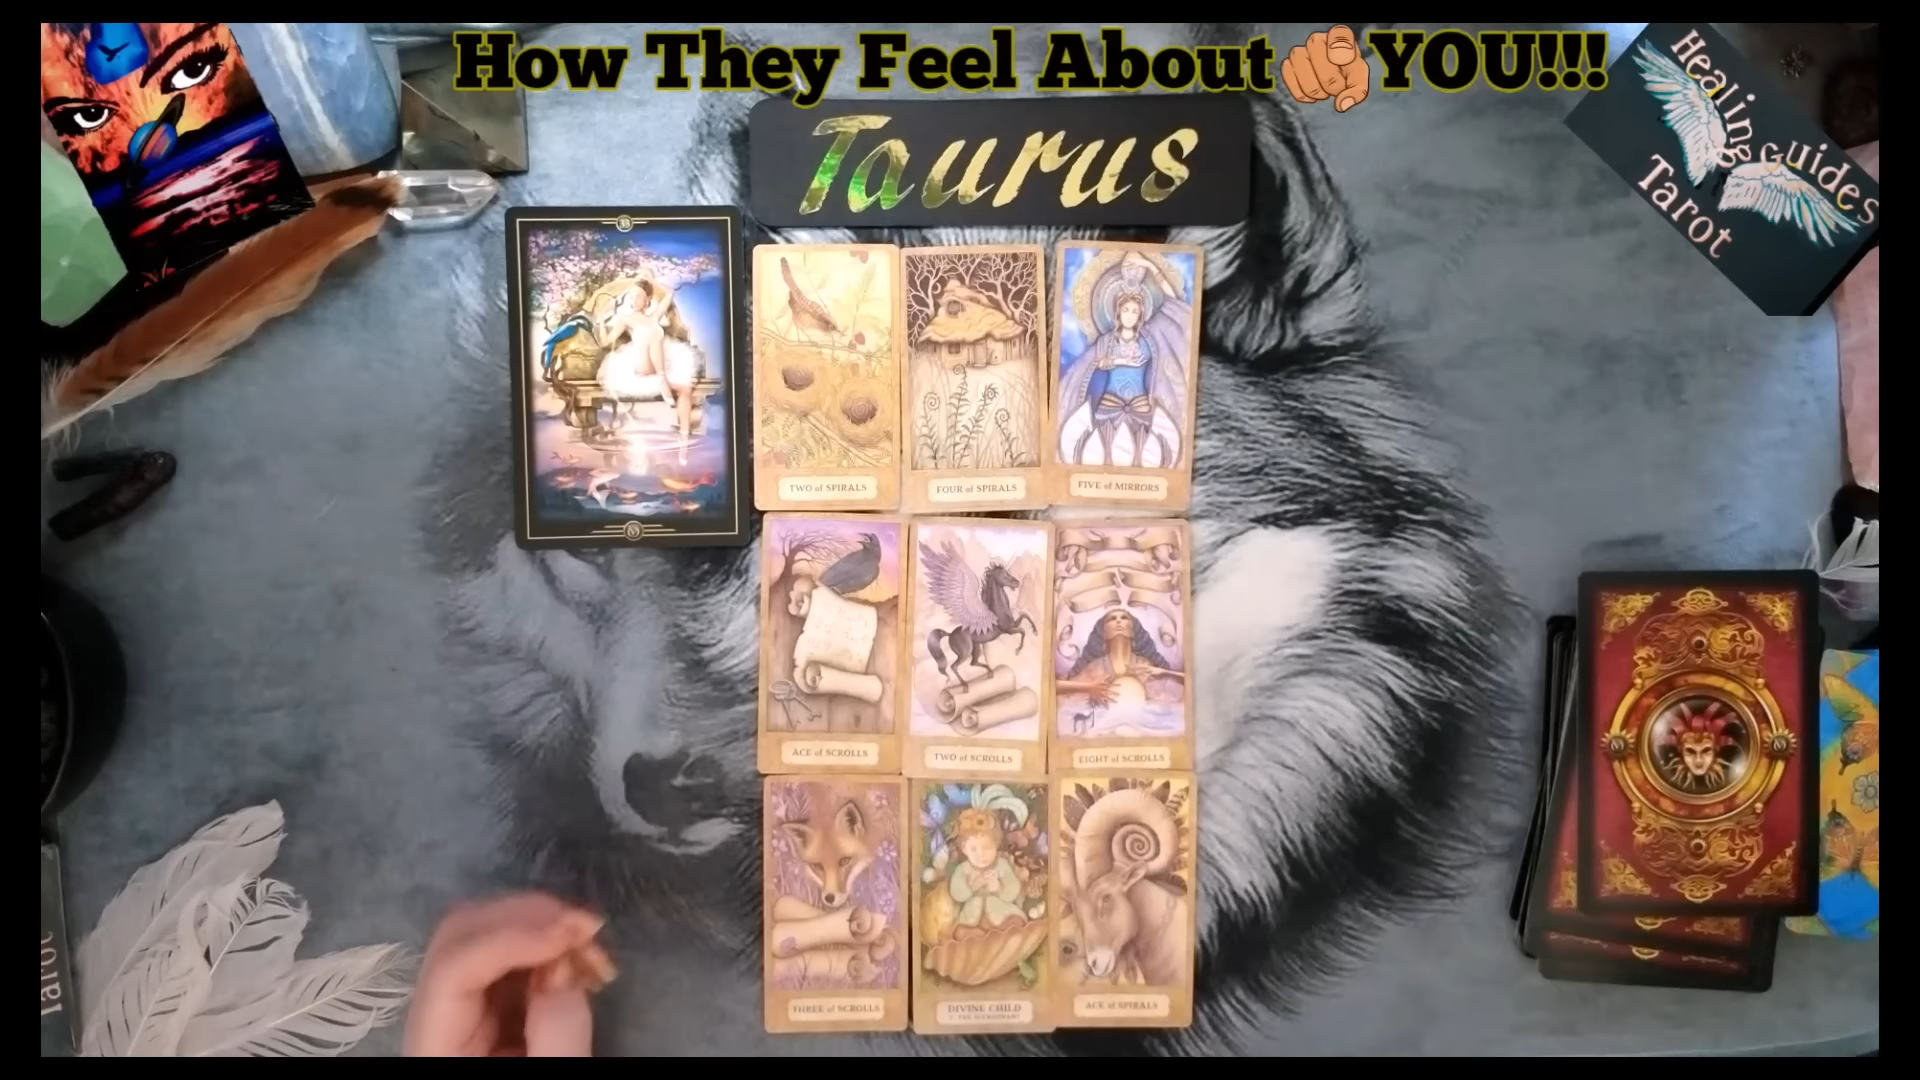 How They Feel About YOU!!!
Taurus
Healing
Guides
Tarot
TWO of SPIRALS
FOUR of SPIRALS
FIVE of MIRRORS
ACE of SCROLLS
TWO of SCROLLS
EIGHT of SCROLLS
THREE of SCROLLS
DIVINE CHILD
ACE of SPIRALS
Tarot